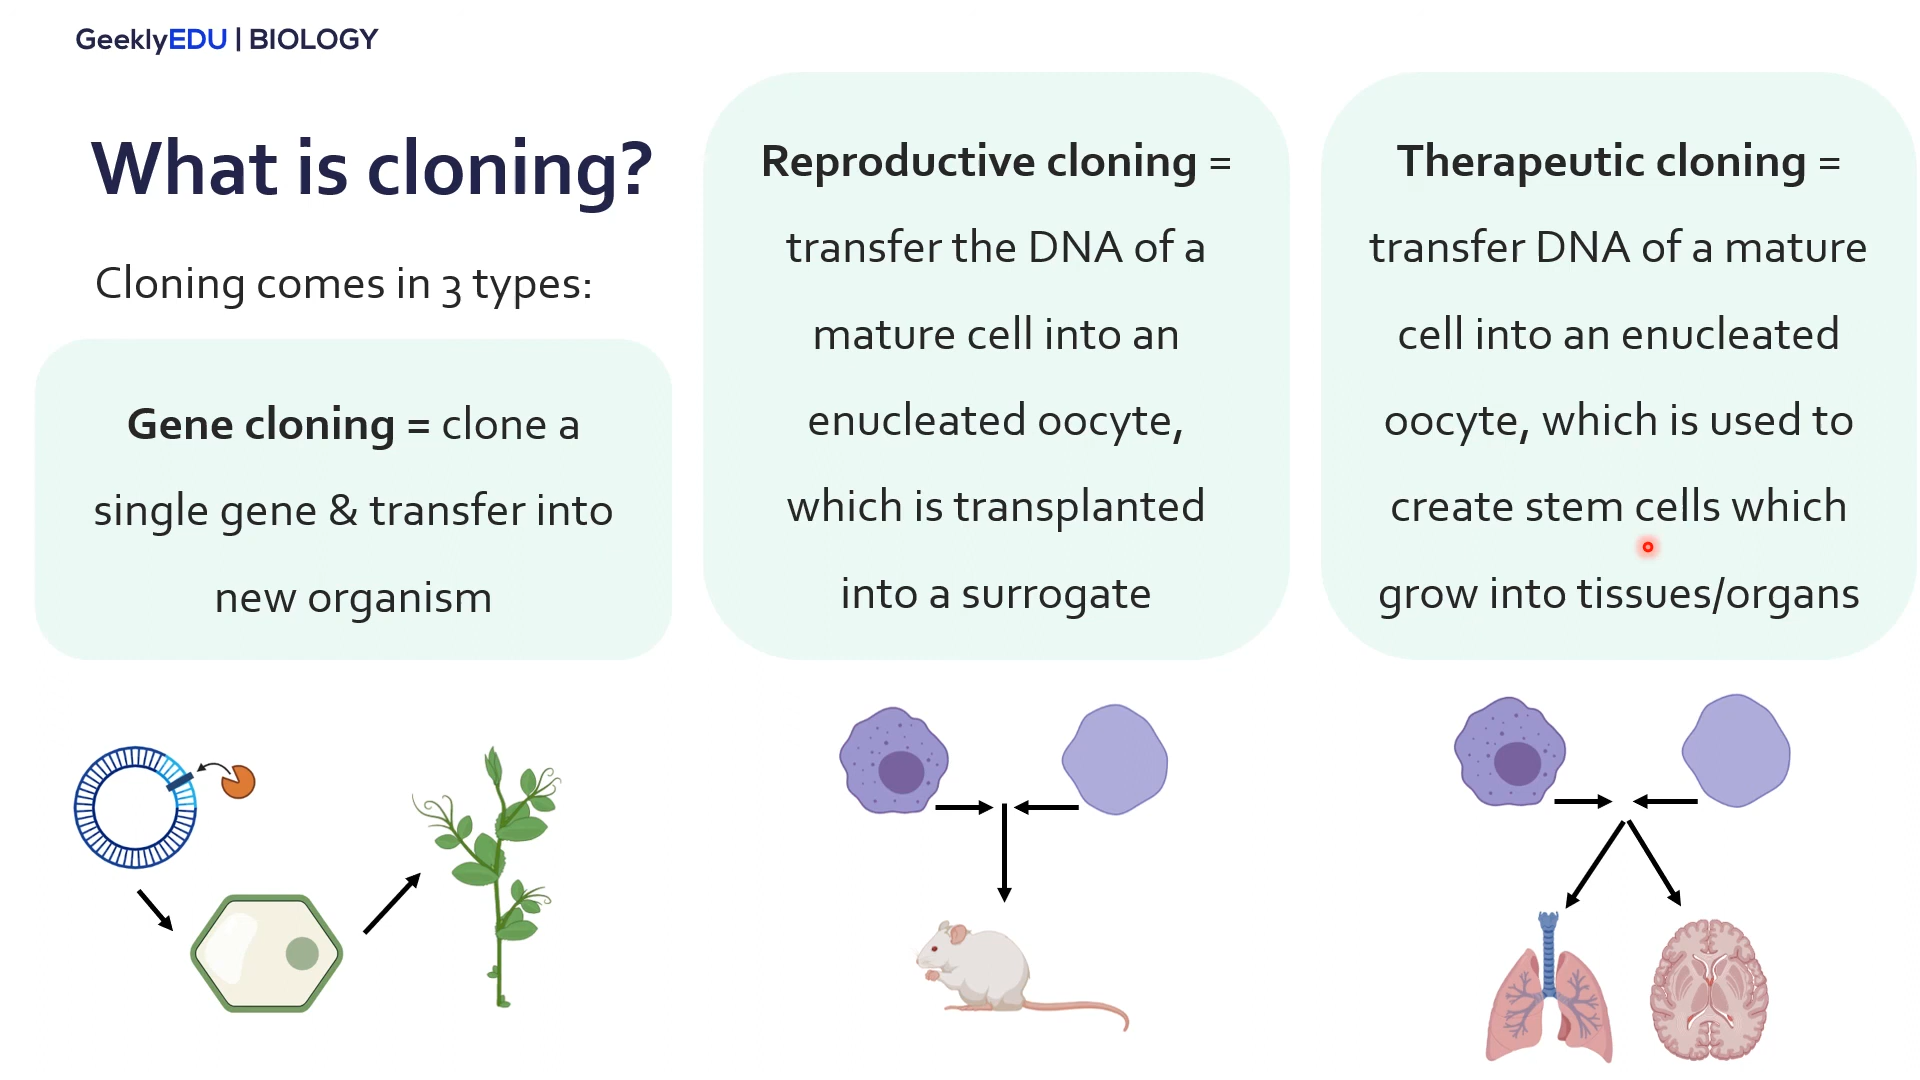 GeeklyEDU | BIOLOGY
What is cloning?
Cloning comes in 3 types:
Gene cloning = clone a
single gene & transfer into
new organism
Reproductive cloning =
transfer the DNA of a
mature cell into an
enucleated oocyte,
which is transplanted
into a surrogate
Therapeutic cloning =
transfer DNA of a mature
cell into an enucleated
oocyte, which is used to
create stem cells which
grow into tissues/organs